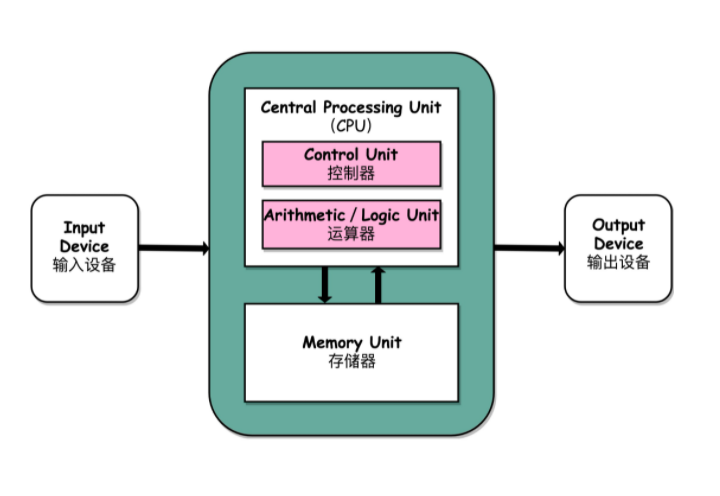 Input
Device
输入设备
Central Processing Unit
(CPU)
Control Unit
控制器
Arithmetic / Logic Unit
运算器
Memory Unit
存储器
Output
Device
输出设备